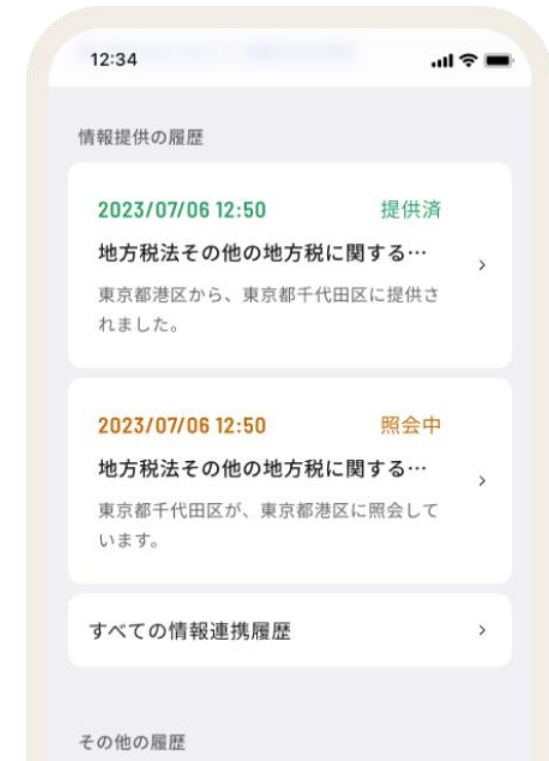 12:34
情報提供の履歴
2023/07/06 12:50 提供済
地方税法その他の地方税に関する…
東京都港区から、東京都千代田区に提供さ
れました。
2023/07/06 12:50 照会中
地方税法その他の地方税に関する…
東京都千代田区が、東京都港区に照会して
います。
すべての情報連携履歴
その他の履歴